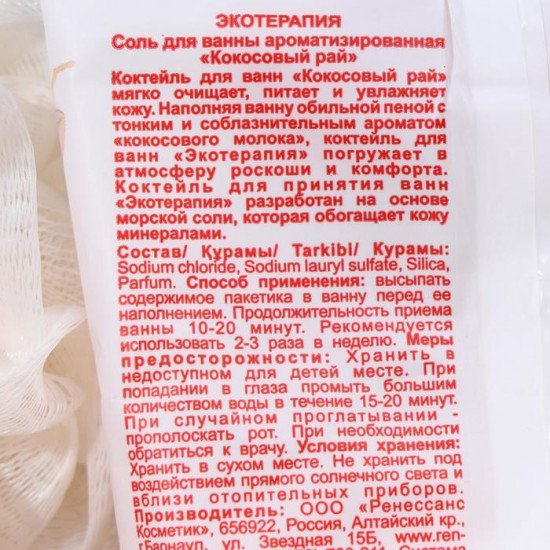 ЭКОТЕРАПИЯ
Соль для ванны ароматизированная
«Кокосовый рай»
Коктейль для ванн «Кокосовый рай»
мягко очищает, питает и увлажняет
кожу. Наполняя ванну обильной пеной с
тонким и соблазнительным ароматом
«кокосового молока», коктейль для
ванн «Экотерапия» погружает в
атмосферу роскоши и комфорта.
Коктейль для принятия ванн
«Экотерапия» разработан на основе
морской соли, которая обогащает кожу
минералами.
Состав/ Құрамы/ Tarkibi/ Курамы:
Sodium chloride, Sodium lauryl sulfate, Silica,
Parfum. Способ применения: высыпать
содержимое пакетика в ванну перед ее
наполнением. Продолжительность приема
ванны 10-20 минут. Рекомендуется
использовать 2-3 раза в неделю. Меры
предосторожности: Хранить в
недоступном для детей месте. При
попадании в глаза промыть большим
количеством воды в течение 15-20 минут.
При случайном проглатывании -
прополоскать рот. При необходимости
обратиться к врачу. Условия хранения:
Хранить в сухом месте. Не хранить под
воздействием прямого солнечного света и
вблизи отопительных приборов.
Производитель: ООО «Ренессанс
Косметик», 656922, Россия, Алтайский кр.,
г.Барнаул, ул. Звездная 15Б, www.ren-